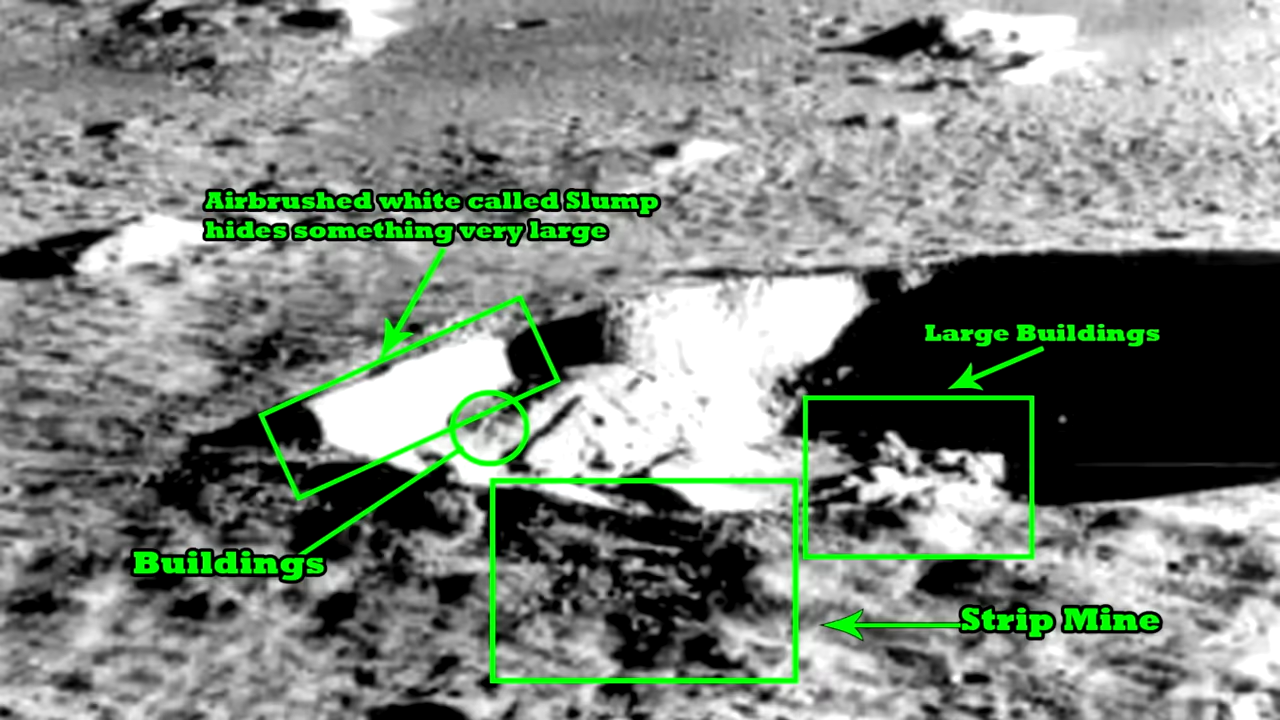 Airbrushed white called Slump
hides something very large
Large Buildings
Buildings
Strip Mine